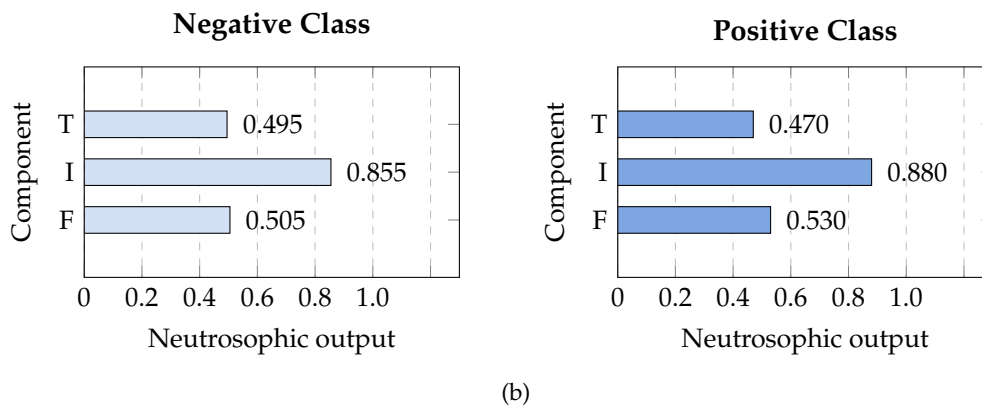 Negative Class
Component
T 0.495
I 0.855
F 0.505
0 0.2 0.4 0.6 0.8 1.0
Neutrosophic output
Positive Class
Component
T 0.470
I 0.880
F 0.530
0 0.2 0.4 0.6 0.8 1.0
Neutrosophic output
(b)